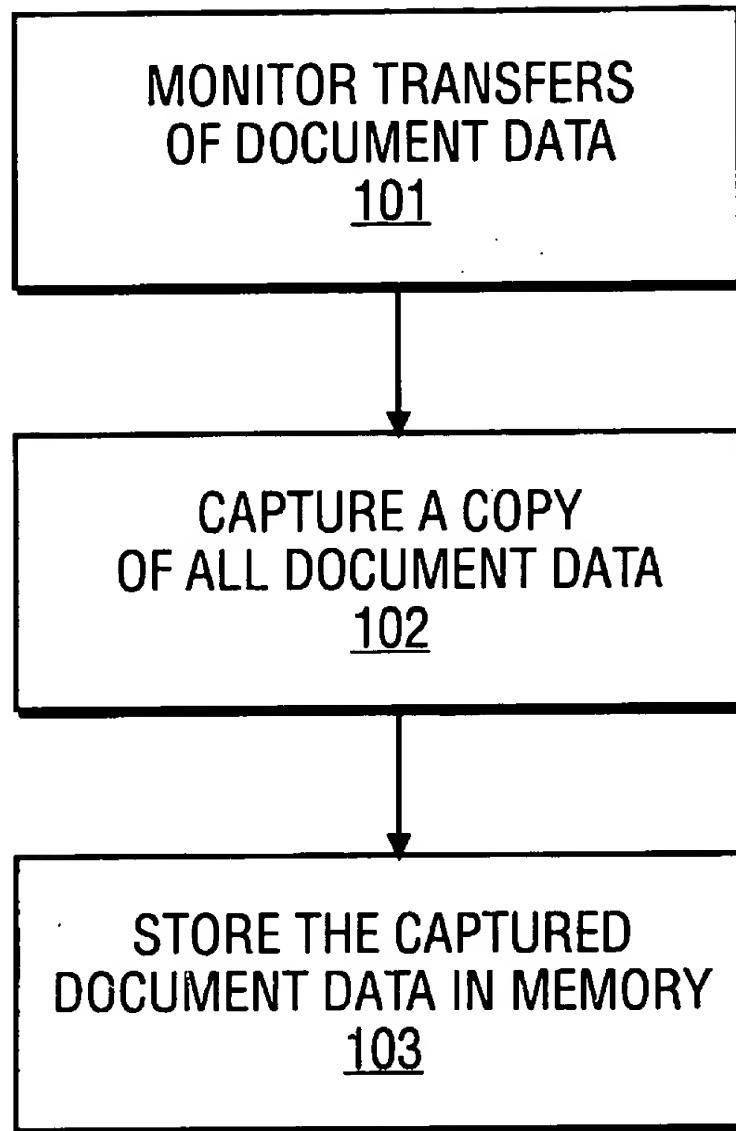 MONITOR TRANSFERS
OF DOCUMENT DATA
101
CAPTURE A COPY
OF ALL DOCUMENT DATA
102
STORE THE CAPTURED
DOCUMENT DATA IN MEMORY
103